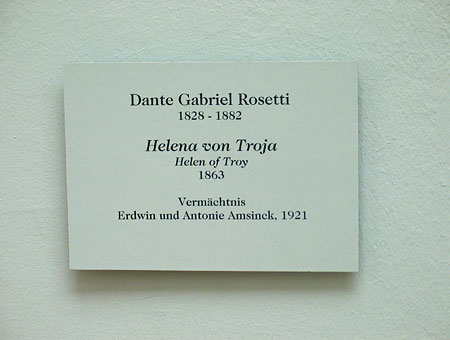 Dante Gabriel Rosetti
1828 - 1882
Helena von Troja
Helen of Troy
1863
Vermächtnis
Erdwin und Antonie Amsinck, 1921